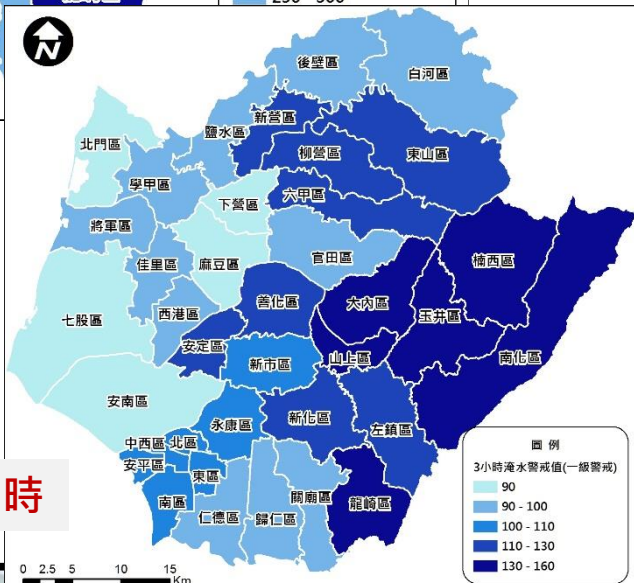 N
後壁區
白河區
新營區
鹽水區
北門區
柳營區
東山區
學甲區
六甲區
下營區
將軍區
官田區
楠西區
佳里區
麻豆區
七股區
西港區
善化區
大內區
玉井區
安定區
新市區
山上區
南化區
安南區
永康區
新化區
左鎮區
中西區
北區
安平區
東區
南區
仁德區
歸仁區
關廟區
龍崎區
時
圖 例
3小時淹水警戒值(一級警戒)
90
90 - 100
100 - 110
110 - 130
130 - 160
0 2.5 5 10 15
Km